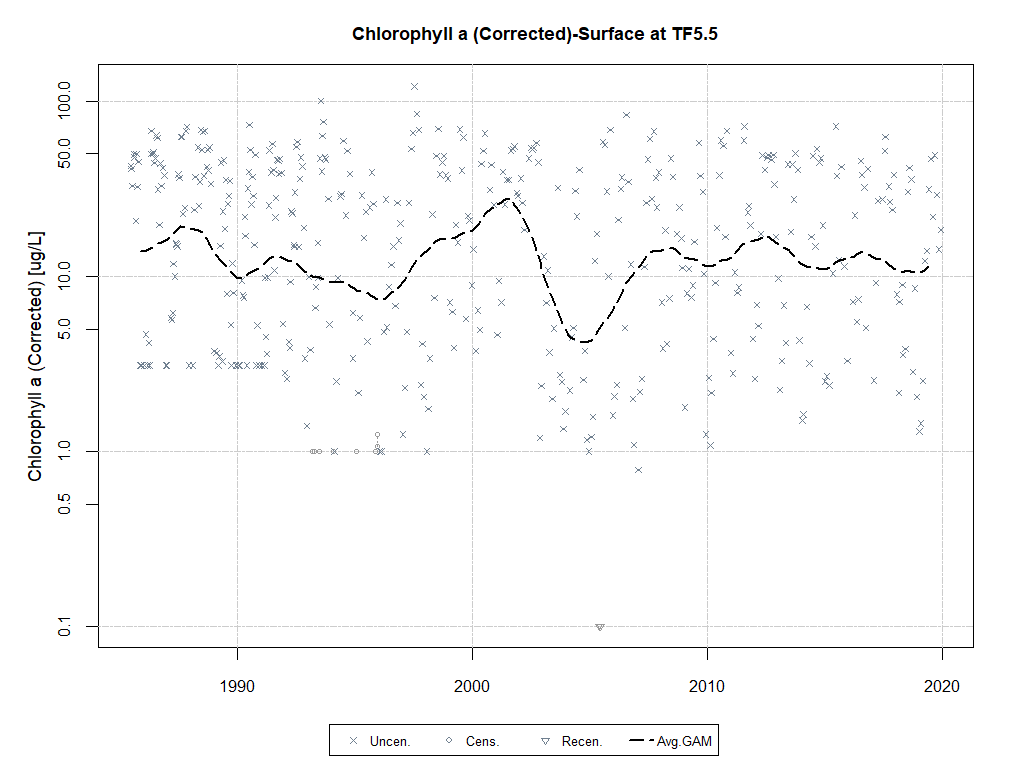 Chlorophyll a (Corrected)-Surface at TF5.5
Chlorophyll a (Corrected) [ug/L]
100.0
50.0
10.0
5.0
1.0
0.5
0.1
1990 2000 2010 2020
Uncen. Cens. Recen. Avg.GAM